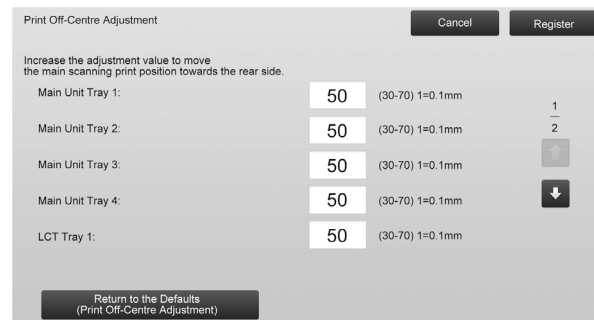 Print Off-Centre Adjustment
Cancel
Register
Increase the adjustment value to move
the main scanning print position towards the rear side.
Main Unit Tray 1: 50 (30-70) 1=0.1mm
1
2
Main Unit Tray 2: 50 (30-70) 1=0.1mm
Main Unit Tray 3: 50 (30-70) 1=0.1mm
Main Unit Tray 4: 50 (30-70) 1=0.1mm
LCT Tray 1: 50 (30-70) 1=0.1mm
Return to the Defaults
(Print Off-Centre Adjustment)